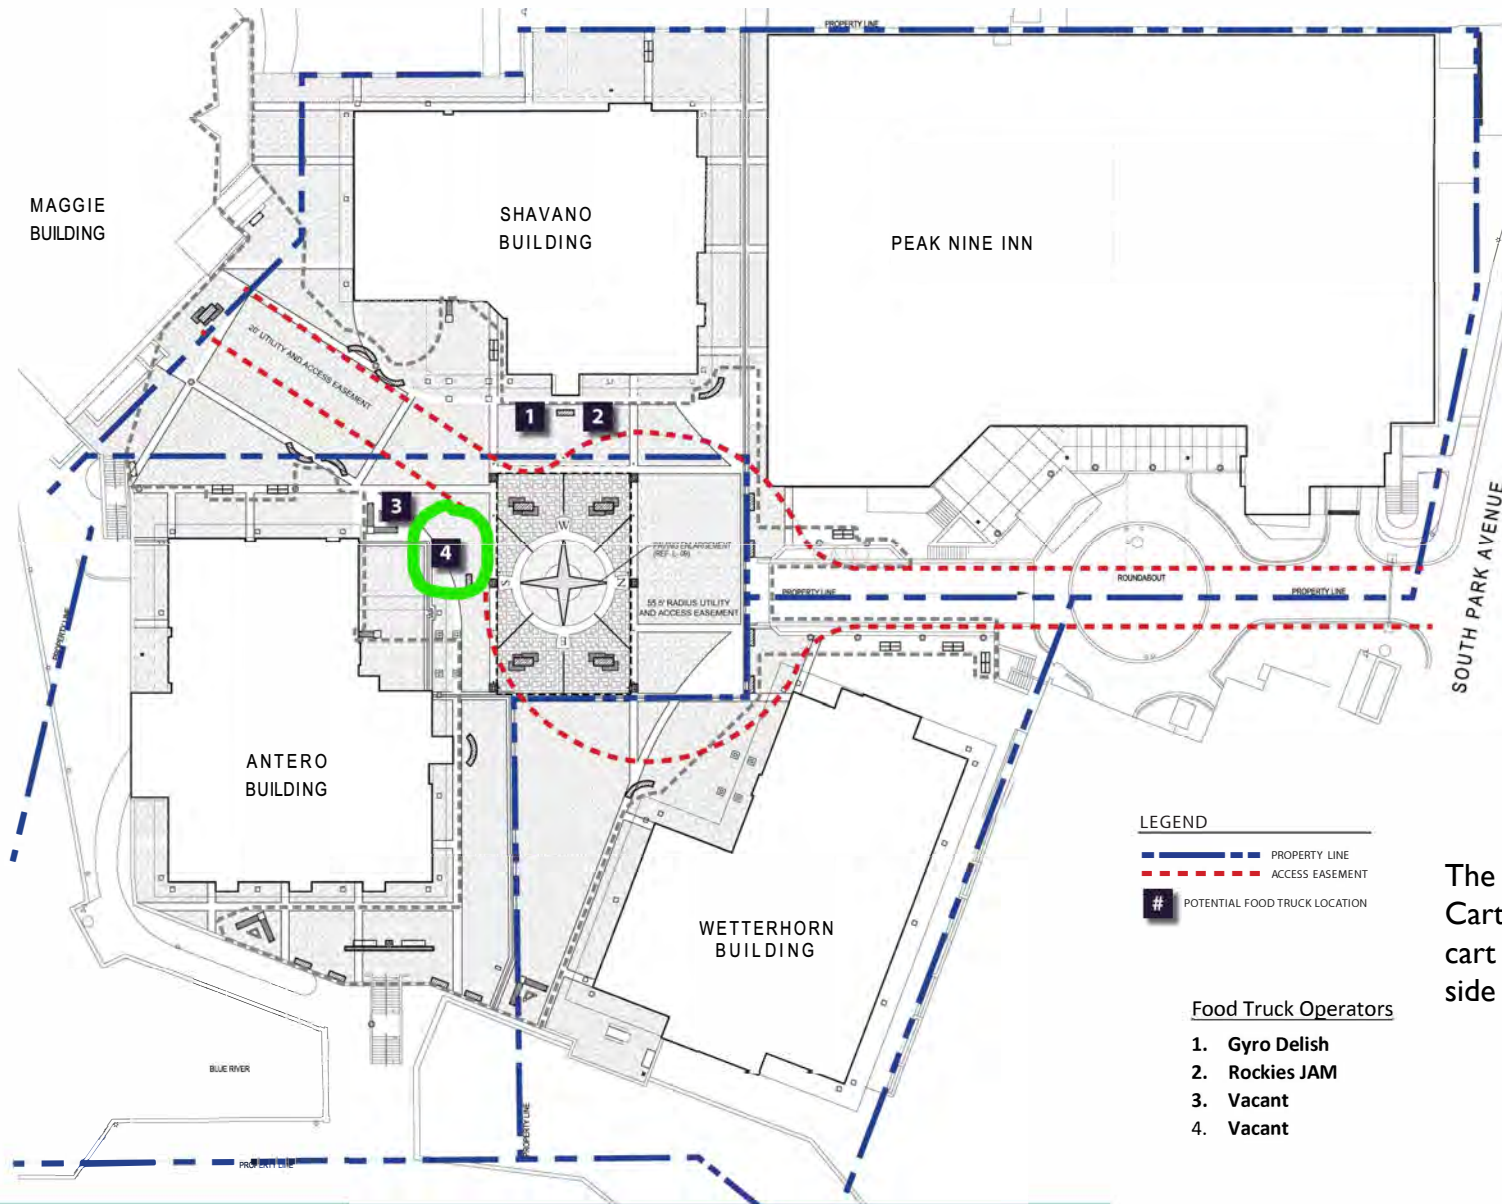 PROPERTY LINE
MAGGIE
BUILDING
SHAVANO
BUILDING
PEAK NINE INN
20' UTILITY AND ACCESS EASEMENT
1
2
3
4
W
S
N
E
PAVING ENLARGEMENT
(REF. L-09)
55.5' RADIUS UTILITY
AND ACCESS EASEMENT
PROPERTY LINE
ROUNDABOUT
PROPERTY LINE
SOUTH PARK AVENUE
PROPERTY LINE
ANTERO
BUILDING
WETTERHORN
BUILDING
LEGEND
PROPERTY LINE
ACCESS EASEMENT
# POTENTIAL FOOD TRUCK LOCATION
The
Cart
cart
side
Food Truck Operators
1. Gyro Delish
2. Rockies JAM
3. Vacant
4. Vacant
BLUE RIVER
PROPERTY LINE
PROPERTY LINE